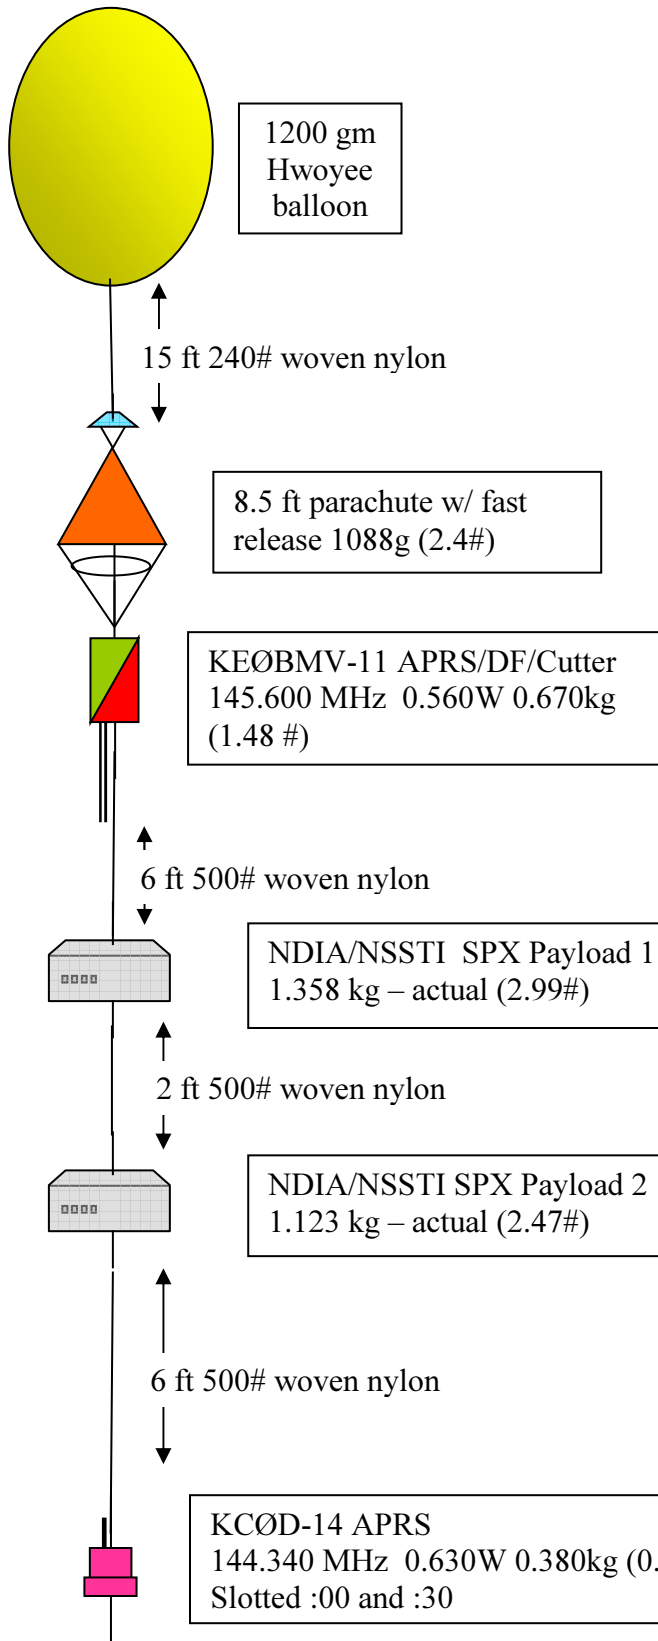 1200 gm
Hwoyee
balloon
15 ft 240# woven nylon
8.5 ft parachute w/ fast
release 1088g (2.4#)
KEØBMV-11 APRS/DF/Cutter
145.600 MHz 0.560W 0.670kg
(1.48 #)
6 ft 500# woven nylon
NDIA/NSSTI SPX Payload 1
1.358 kg – actual (2.99#)
2 ft 500# woven nylon
NDIA/NSSTI SPX Payload 2
1.123 kg – actual (2.47#)
6 ft 500# woven nylon
KCØD-14 APRS
144.340 MHz 0.630W 0.380kg (0.
Slotted :00 and :30